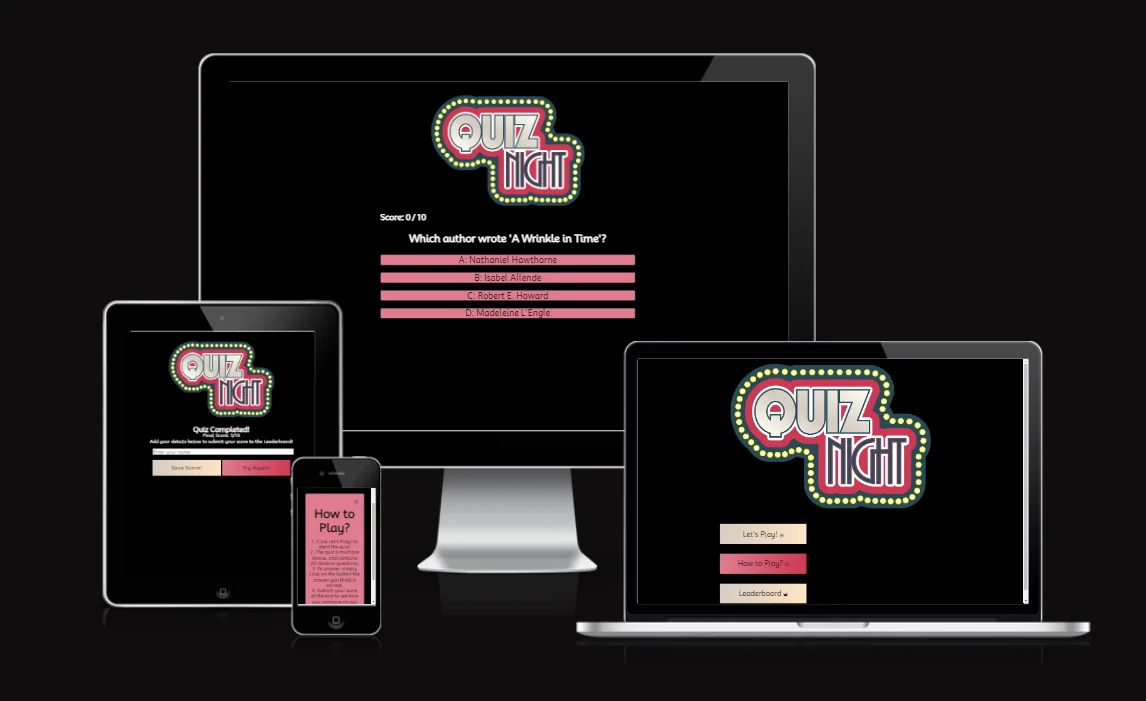 QUIZ
NIGHT
Score: 0 / 10
Which author wrote 'A Wrinkle in Time'?
A: Nathaniel Hawthorne
B: Isabel Allende
C: Robert E. Howard
D: Madeleine L'Engle
QUIZ
NIGHT
Quiz Completed!
Final Score: 1/10
Add your details below to submit your score to the Leaderboard!
Enter your name
Save Score!
Try Again!
How to
Play?
1. Click Let's Play! to
start the quiz!
2. The quiz is multiple
choice, and contains
20 random questions.
3. To answer, simply
click on the button the
answer you think is
correct.
4. Submit your score
at the end to see how
you compare on our
QUIZ
NIGHT
Let's Play!
How to Play?
Leaderboard